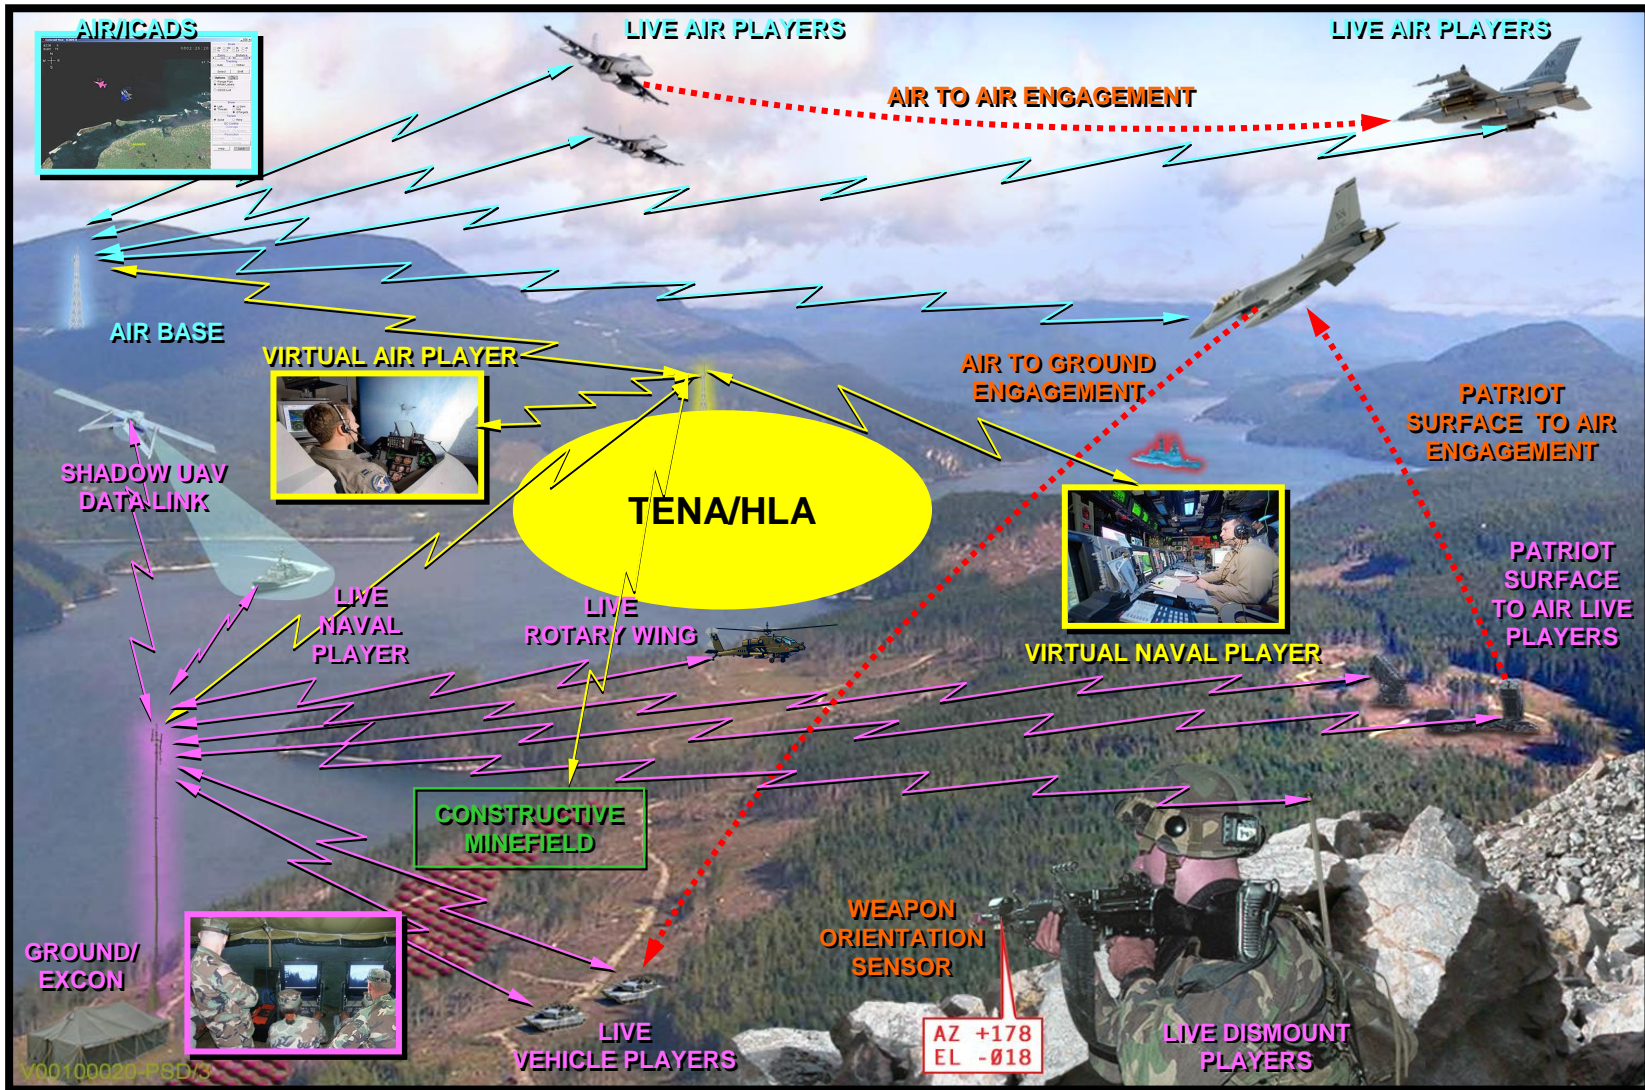 AIR/ICADS
LIVE AIR PLAYERS
LIVE AIR PLAYERS
AIR TO AIR ENGAGEMENT
AIR BASE
VIRTUAL AIR PLAYER
AIR TO GROUND
ENGAGEMENT
PATRIOT
SURFACE TO AIR
ENGAGEMENT
SHADOW UAV
DATA LINK
TENA/HLA
PATRIOT
SURFACE
TO AIR LIVE
PLAYERS
LIVE
NAVAL
PLAYER
LIVE
ROTARY WING
VIRTUAL NAVAL PLAYER
CONSTRUCTIVE
MINEFIELD
WEAPON
ORIENTATION
SENSOR
GROUND/
EXCON
LIVE
VEHICLE PLAYERS
AZ +178
EL -018
LIVE DISMOUNT
PLAYERS
V00100020-PSD/3